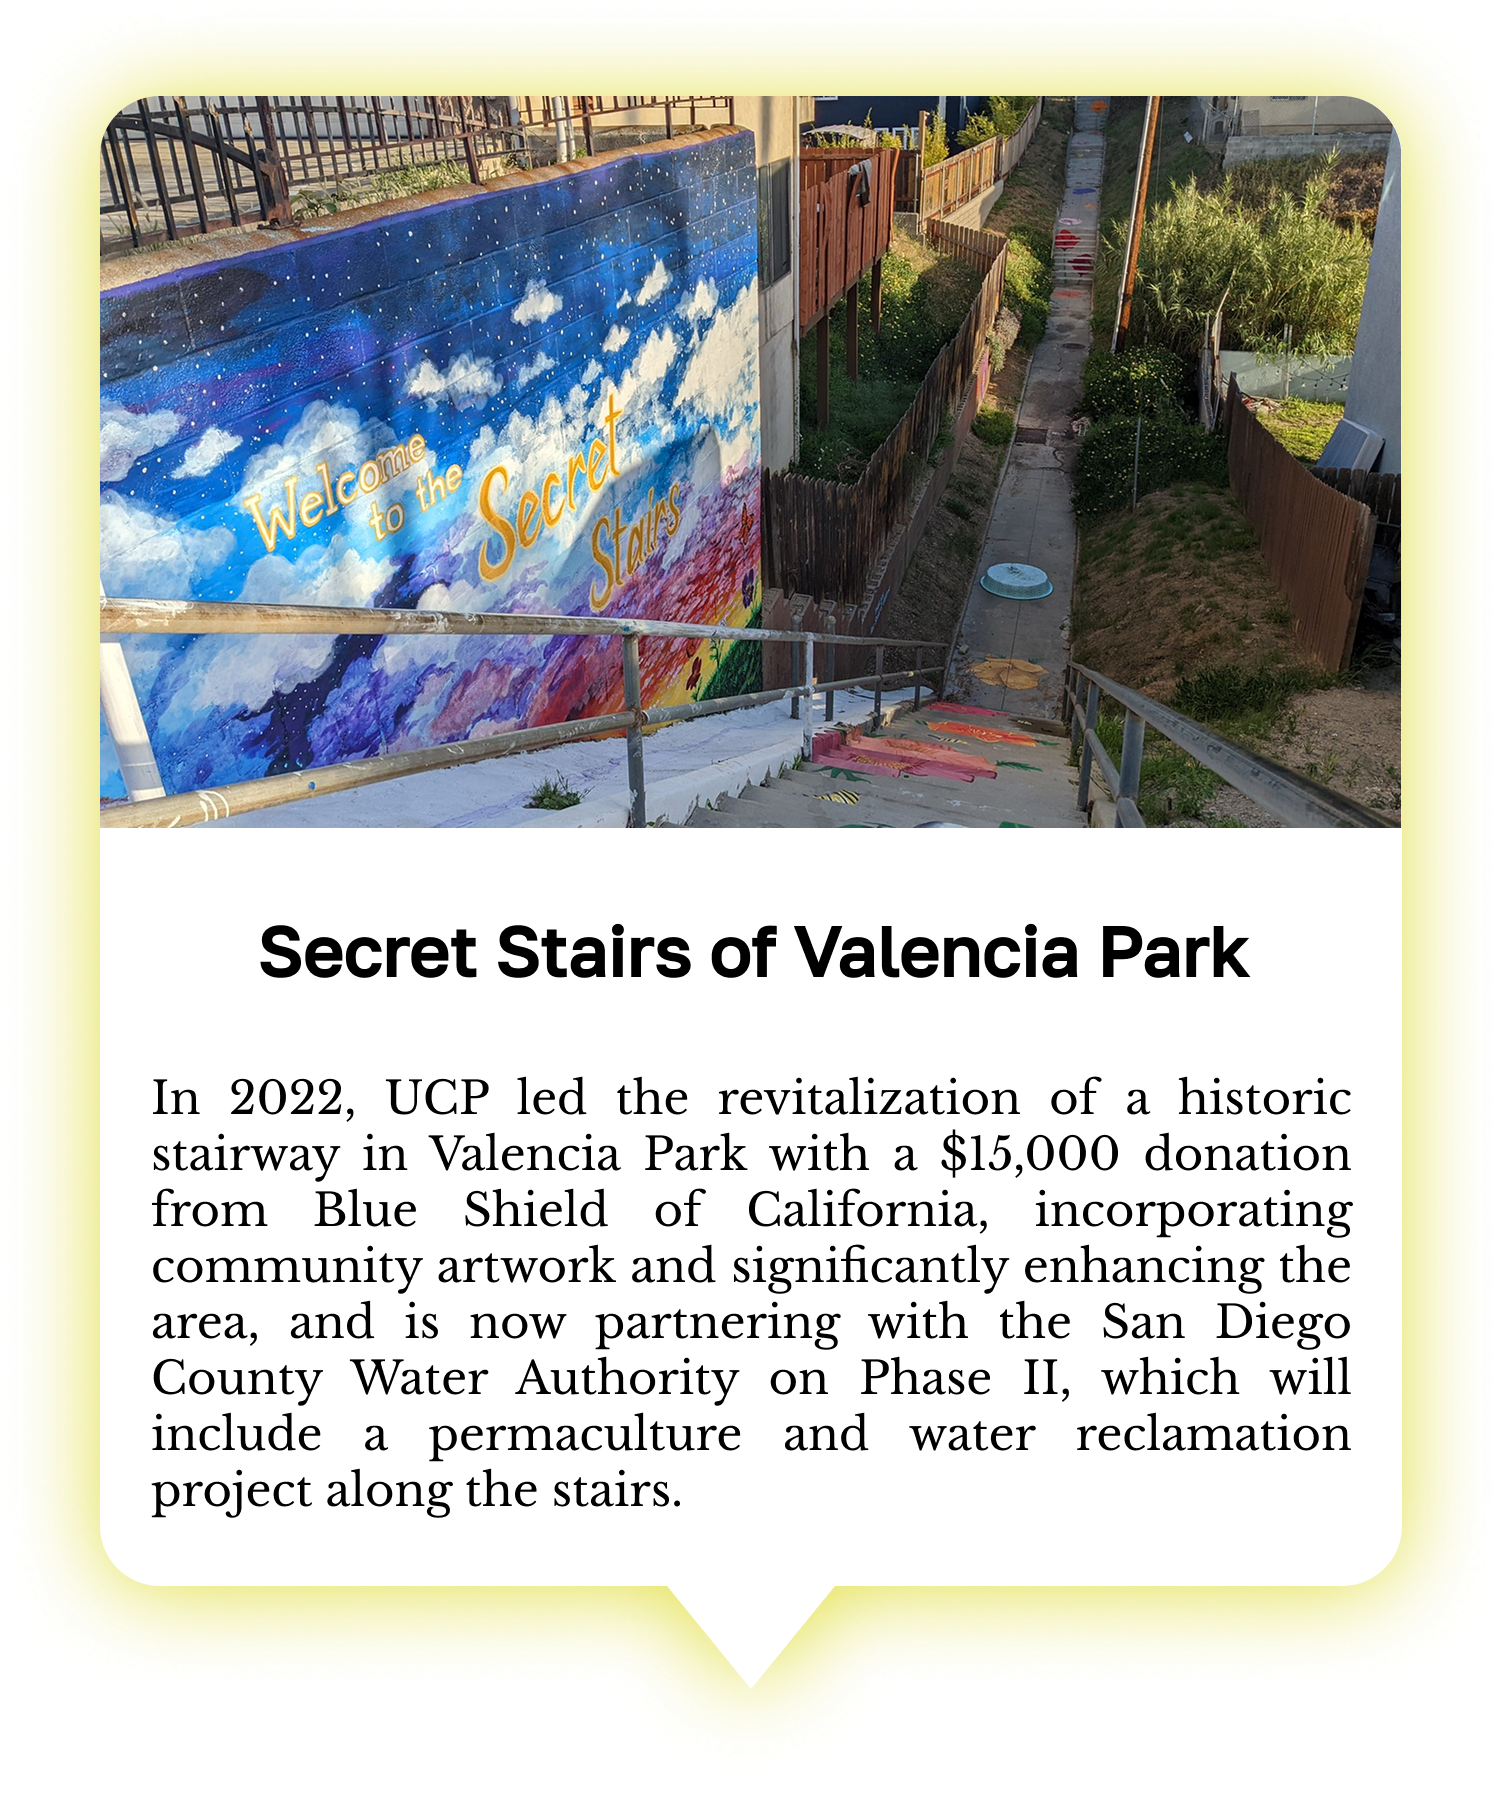 Welcome
to the
Secret
Stairs
Secret Stairs of Valencia Park
In 2022, UCP led the revitalization of a historic
stairway in Valencia Park with a $15,000 donation
from Blue Shield of California, incorporating
community artwork and significantly enhancing the
area, and is now partnering with the San Diego
County Water Authority on Phase II, which will
include a permaculture and water reclamation
project along the stairs.